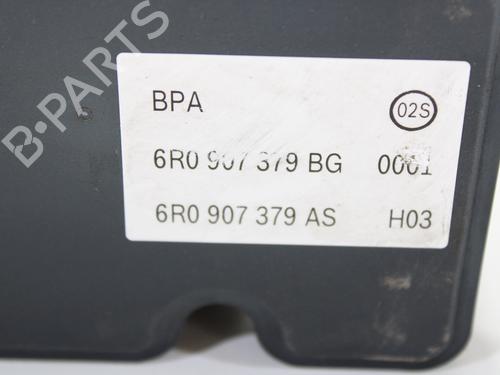 B-PARTS
BPA 02S
6R0 907 379 BG 0001
6R0 907 379 AS H03